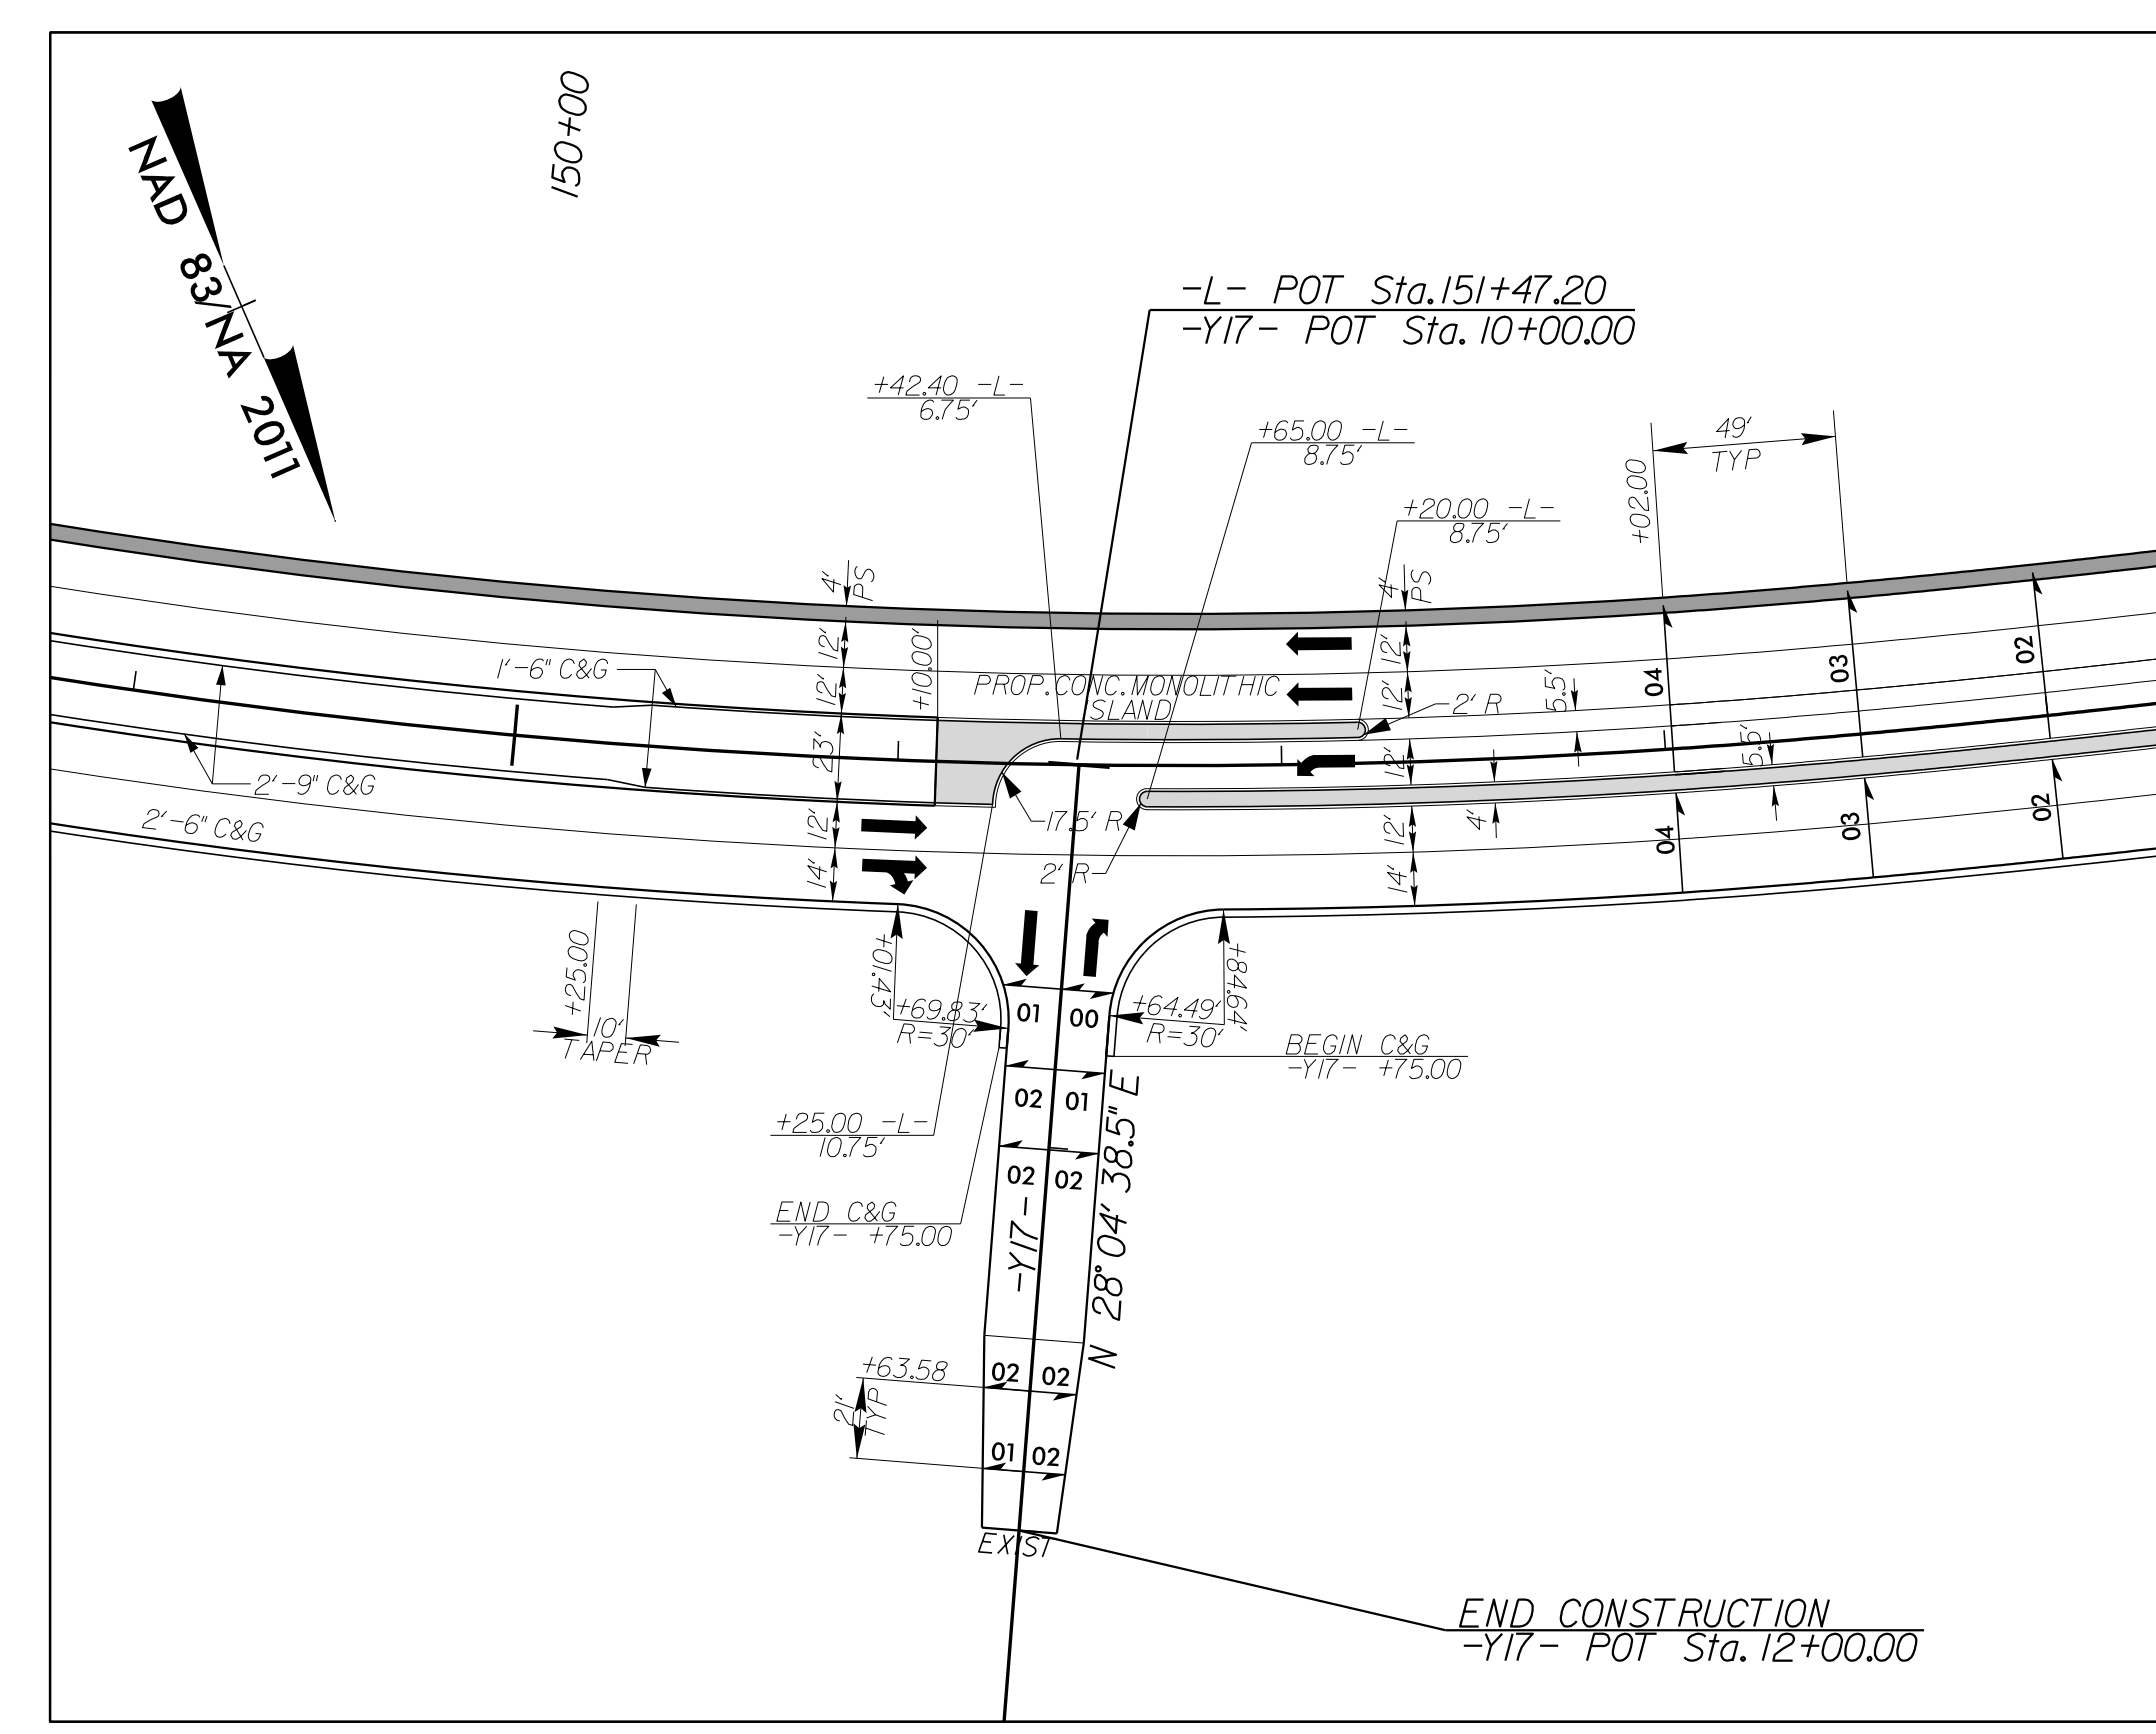 NAD 83/NA 2011
150+00
-L- POT Sta. 151+47.20
-Y17- POT Sta. 10+00.00
+42.40 -L-
6.75'
+65.00 -L-
8.75'
+20.00 -L-
8.75'
49'
TYP
+02.00
4'
PS
4'
PS
12'
12'
+10.00'
12'
12'
1'-6" C&G
PROP. CONC. MONOLITHIC
ISLAND
2' R
5.5'
04
03
02
23'
12'
5.5'
2'-9" C&G
2'-6" C&G
17.5' R
2' R
12'
14'
12'
14'
4'
04
03
02
+25.00
10'
TAPER
+01.43'
+69.83'
R=30'
01
00
+64.49'
R=30'
+84.64'
BEGIN C&G
-Y17- +75.00
02
01
+25.00 -L-
10.75'
02
02
END C&G
-Y17- +75.00
-Y17-
N 28° 04' 38.5" E
+63.58
21'
TYP
02
02
01
02
EXIST
END CONSTRUCTION
-Y17- POT Sta. 12+00.00